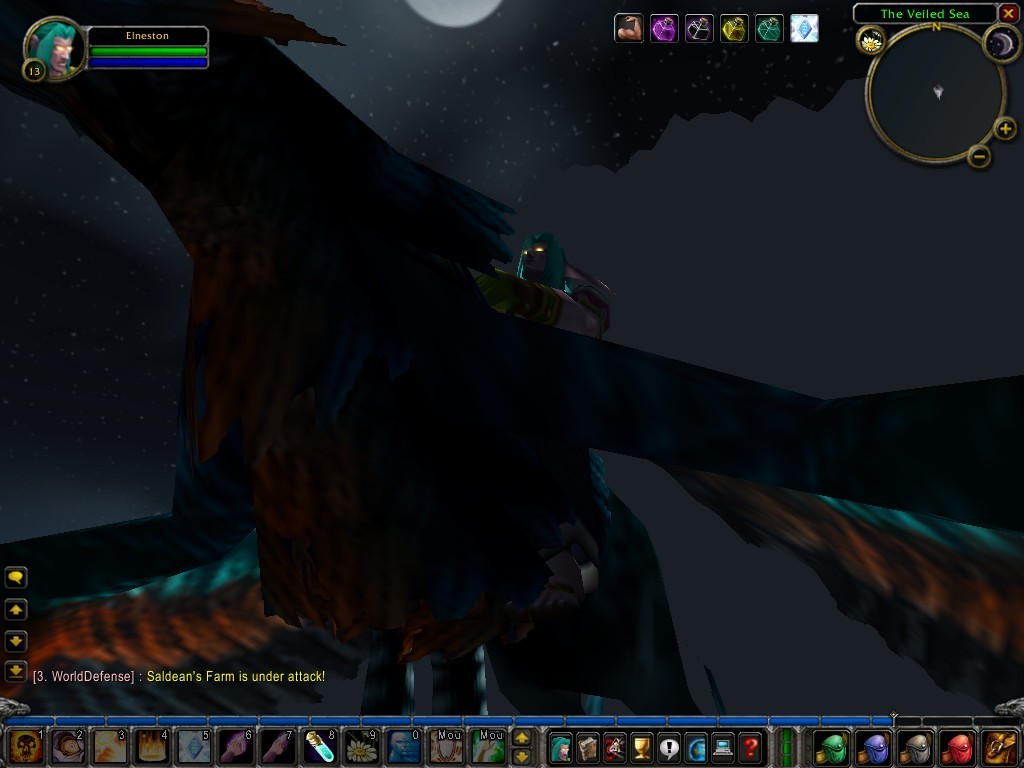 Elneston
13
The Veiled Sea
N
[3. WorldDefense] : Saldean's Farm is under attack!
1 2 3 4 5 6 7 8 9 0 Mou Mou